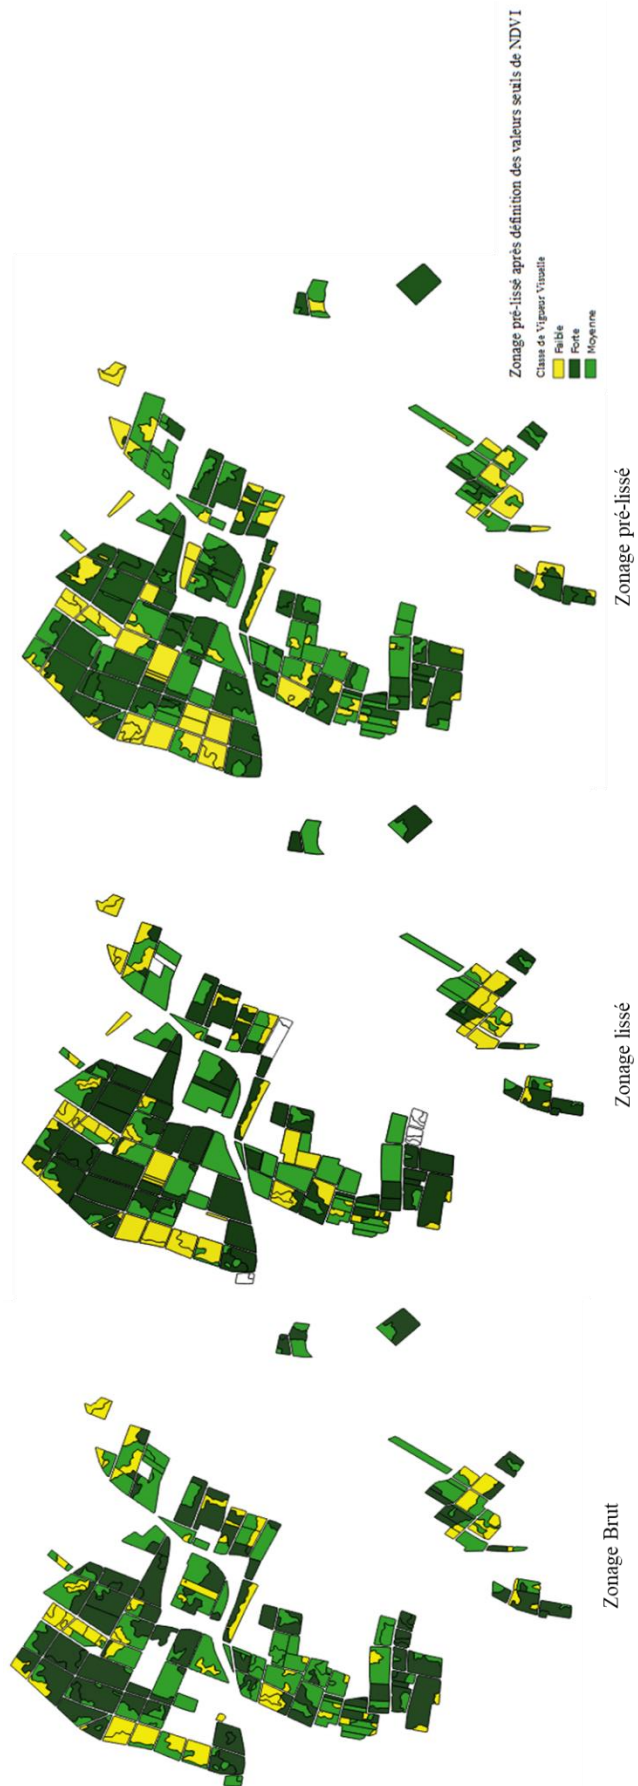 Zonage pré-lissé après définition des valeurs seuils de NDVI
Classe de Vigueur Visuelle
Faible
Forte
Moyenne
Zonage pré-lissé
Zonage lissé
Zonage Brut